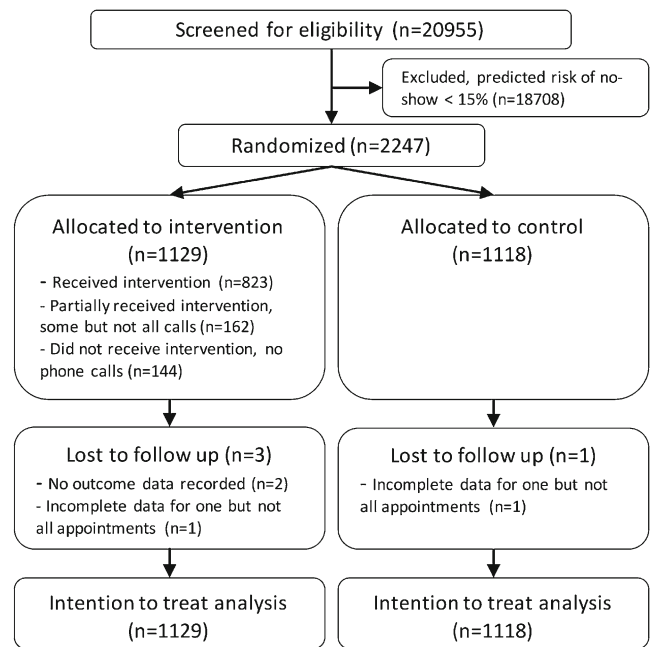 Screened for eligibility (n=20955)
Excluded, predicted risk of no-
show < 15% (n=18708)
Randomized (n=2247)
Allocated to intervention
(n=1129)
- Received intervention (n=823)
- Partially received intervention,
some but not all calls (n=162)
- Did not receive intervention, no
phone calls (n=144)
Allocated to control
(n=1118)
Lost to follow up (n=3)
- No outcome data recorded (n=2)
- Incomplete data for one but not
all appointments (n=1)
Lost to follow up (n=1)
- Incomplete data for one but not
all appointments (n=1)
Intention to treat analysis
(n=1129)
Intention to treat analysis
(n=1118)